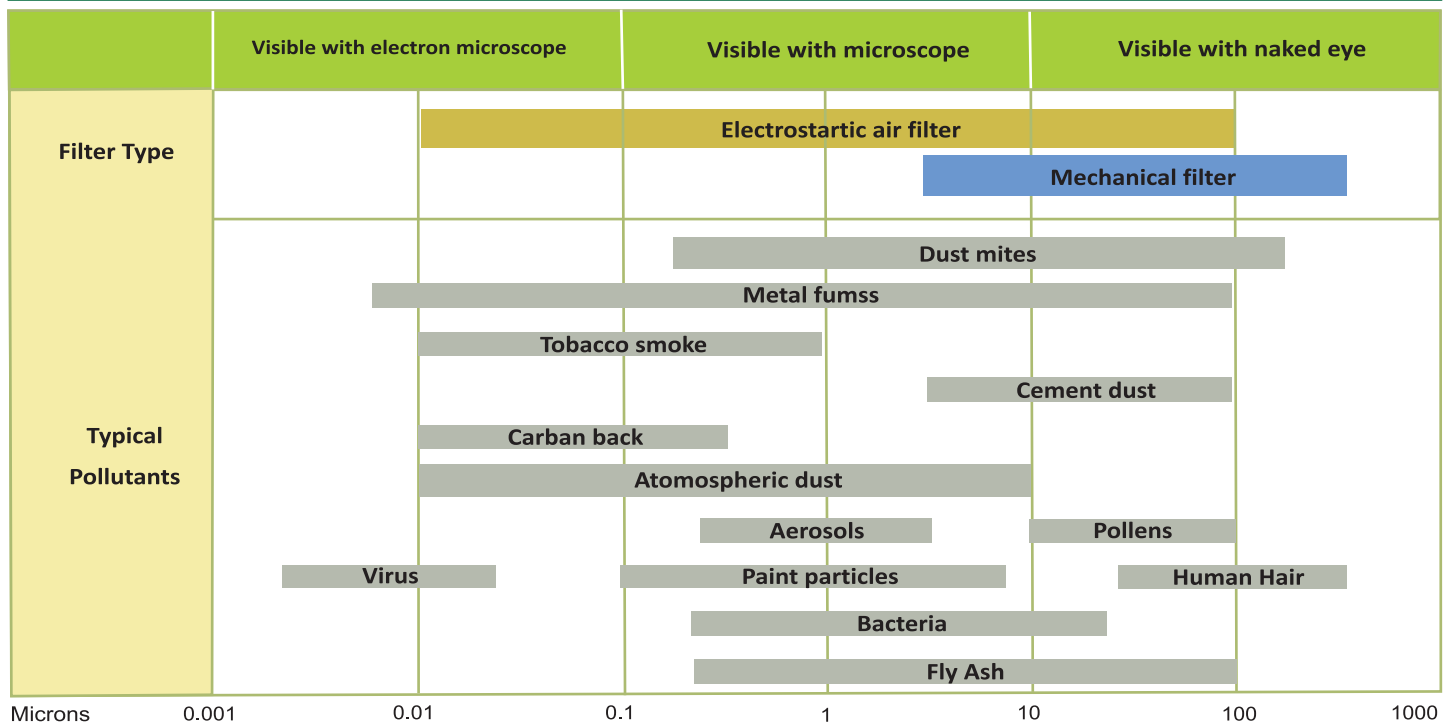 Visible with electron microscope
Visible with microscope
Visible with naked eye
Filter Type
Electrostartic air filter
Mechanical filter
Typical
Pollutants
Dust mites
Metal fumss
Tobacco smoke
Cement dust
Carban back
Atomospheric dust
Aerosols
Pollens
Virus
Paint particles
Human Hair
Bacteria
Fly Ash
Microns 0.001 0.01 0.1 1 10 100 1000